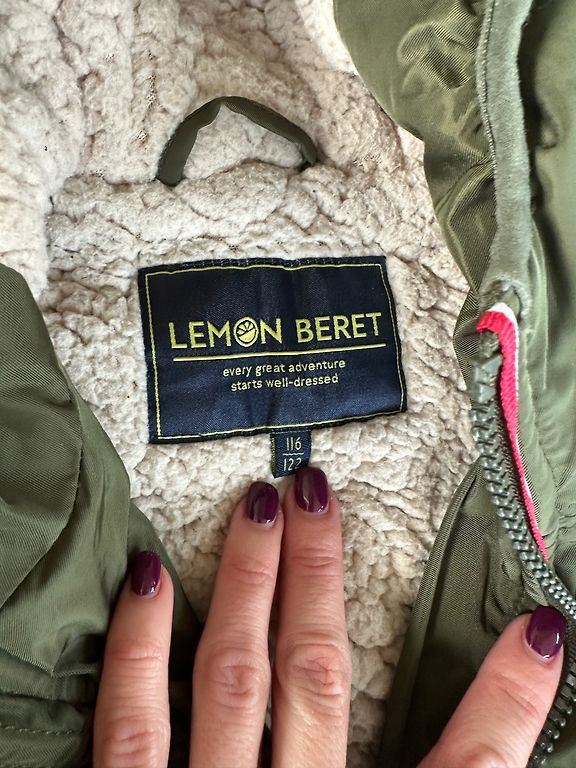 LEMON BERET
every great adventure
starts well-dressed
116
122